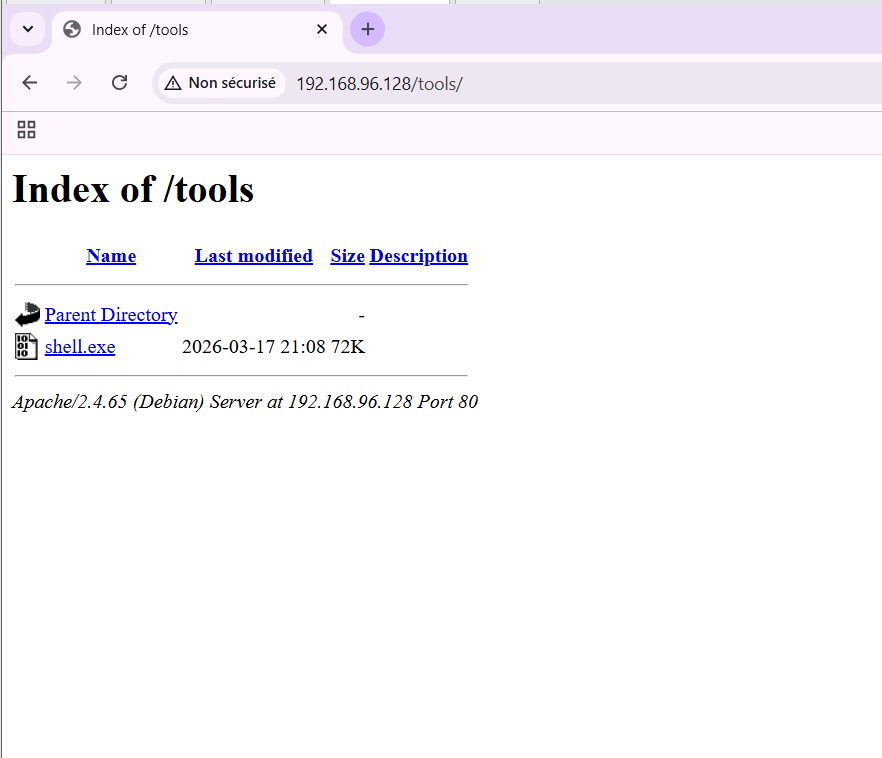 Index of /tools
Non sécurisé 192.168.96.128/tools/
Index of /tools
Name Last modified Size Description
Parent Directory -
shell.exe 2026-03-17 21:08 72K
Apache/2.4.65 (Debian) Server at 192.168.96.128 Port 80